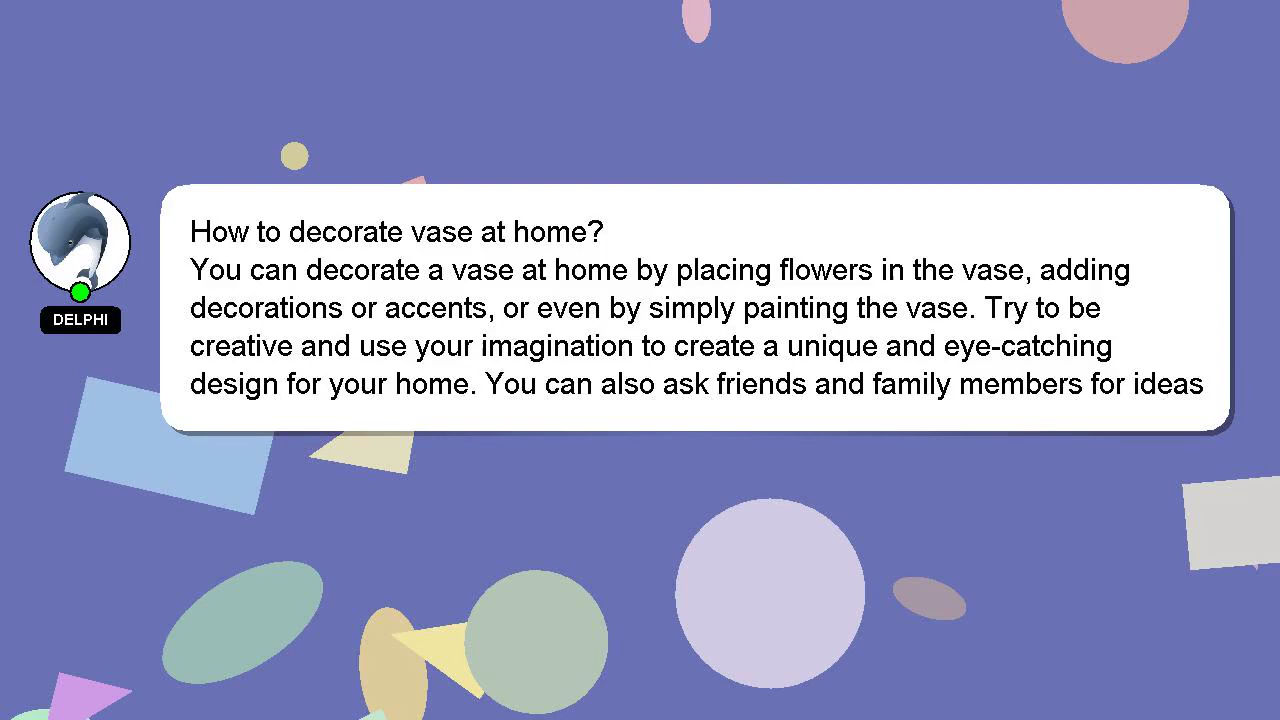 How to decorate vase at home?
You can decorate a vase at home by placing flowers in the vase, adding
decorations or accents, or even by simply painting the vase. Try to be
creative and use your imagination to create a unique and eye-catching
design for your home. You can also ask friends and family members for ideas
DELPHI